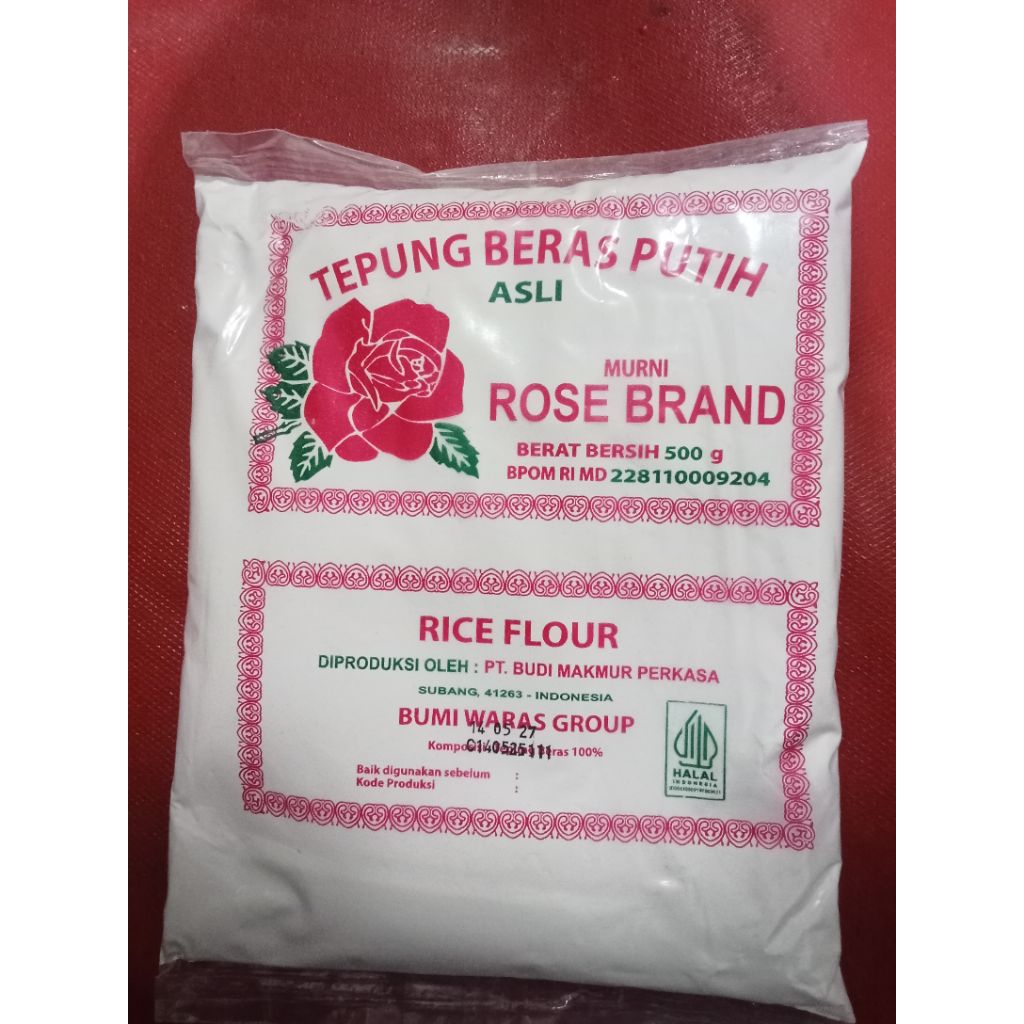 TEPUNG BERAS PUTIH
ASLI
MURNI
ROSE BRAND
BERAT BERSIH 500 g
BPOM RI MD 228110009204
RICE FLOUR
DIPRODUKSI OLEH : PT. BUDI MAKMUR PERKASA
SUBANG, 41263 - INDONESIA
BUMI WARAS GROUP
14 05 27
Beras 100%
Baik digunakan sebelum :
Kode Produksi :
HALAL
INDONESIA